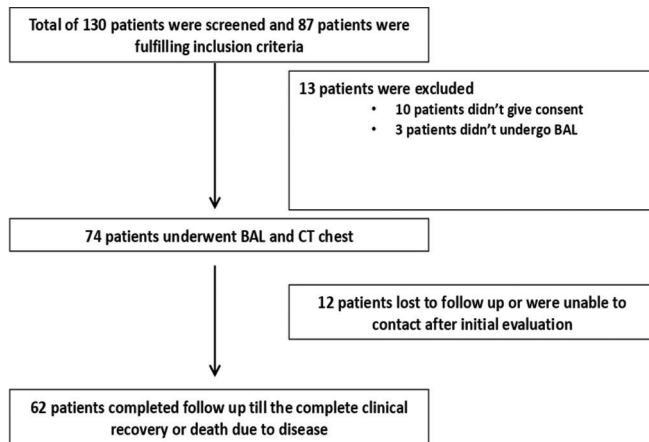 Total of 130 patients were screened and 87 patients were
fulfilling inclusion criteria
13 patients were excluded
• 10 patients didn't give consent
• 3 patients didn't undergo BAL
74 patients underwent BAL and CT chest
12 patients lost to follow up or were unable to
contact after initial evaluation
62 patients completed follow up till the complete clinical
recovery or death due to disease